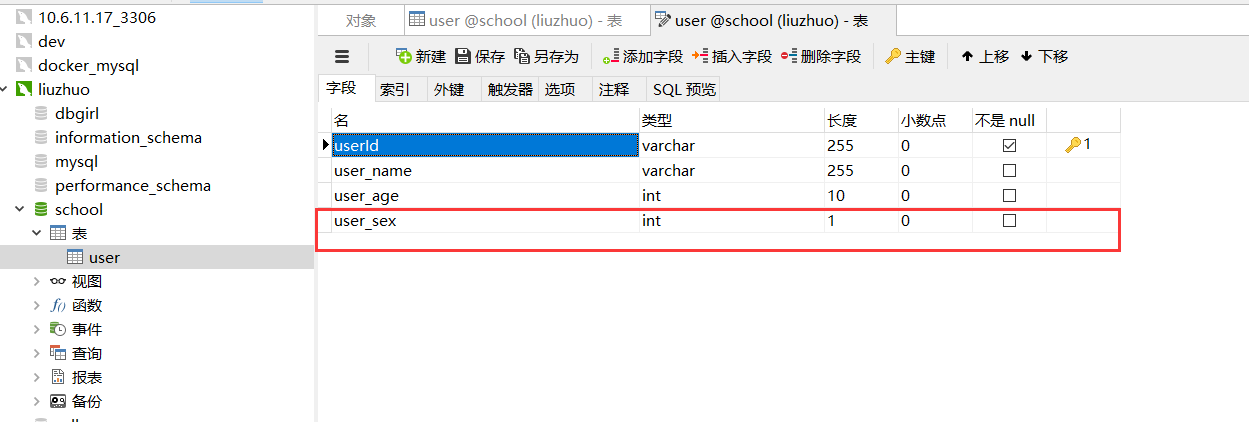 10.6.11.17_3306
dev
docker_mysql
liuzhuo
dbgirl
information_schema
mysql
performance_schema
school
表
user
视图
函数
事件
查询
报表
备份
对象 user @school (liuzhuo) - 表 user @school (liuzhuo) - 表
新建 保存 另存为 添加字段 插入字段 删除字段 主键 上移 下移
字段 索引 外键 触发器 选项 注释 SQL 预览
名 类型 长度 小数点 不是 null
userId varchar 255 0 1
user_name varchar 255 0
user_age int 10 0
user_sex int 1 0